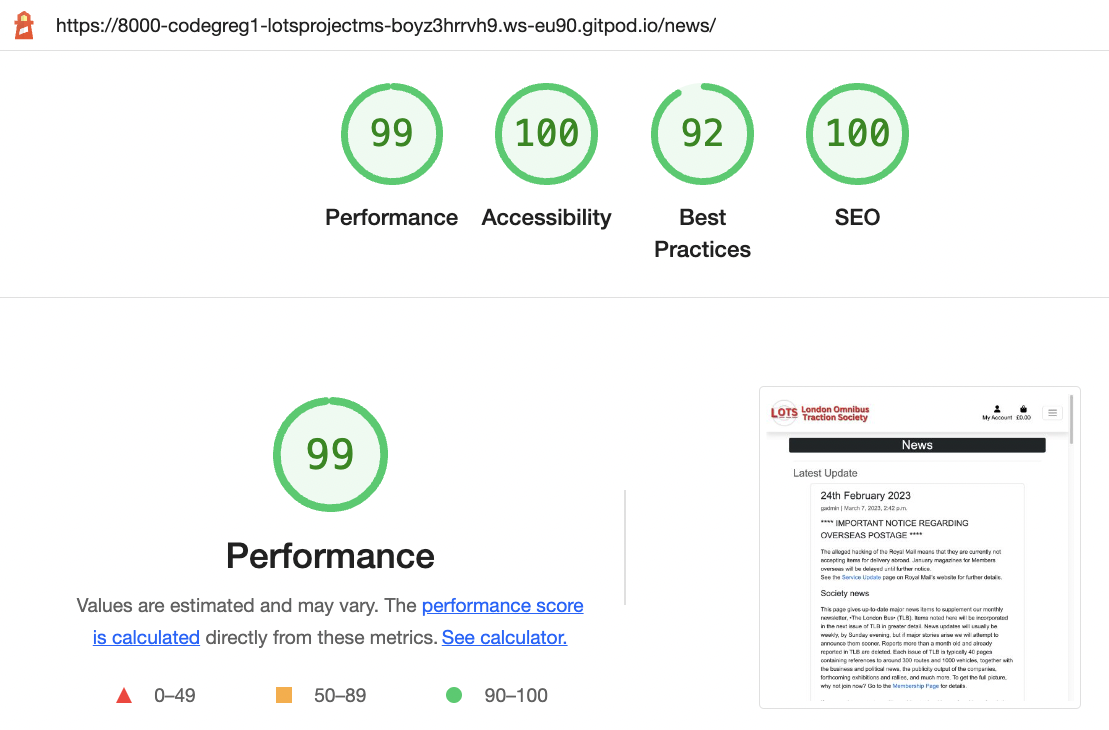 https://8000-codegreg1-lotsprojectms-boyz3hrrvh9.ws-eu90.gitpod.io/news/
99
100
92
100
Performance
Accessibility
Best
Practices
SEO
99
Performance
Values are estimated and may vary. The performance score
is calculated directly from these metrics. See calculator.
0–49
50–89
90–100
LOTS London Omnibus
Traction Society
My Account £0.00
News
Latest Update
24th February 2023
gadmin | March 7, 2023, 2:42 p.m.
**** IMPORTANT NOTICE REGARDING
OVERSEAS POSTAGE ****
The alleged hacking of the Royal Mail means that they are currently not
accepting items for delivery abroad. January magazines for Members
overseas will be delayed until further notice.
See the Service Update page on Royal Mail's website for further details.
Society news
This page gives up-to-date major news items to supplement our monthly
newsletter, •The London Bus• (TLB). Items noted here will be incorporated
in the next issue of TLB in greater detail. News updates will usually be
weekly, by Sunday evening, but if major stories arise we will attempt to
announce them sooner. Reports more than a month old and already
reported in TLB are deleted. Each issue of TLB is typically 40 pages
containing references to around 300 routes and 1000 vehicles, together with
the business and political news, the publicity output of the companies,
forthcoming exhibitions and rallies, and much more. To get the full picture,
why not join now? Go to the Membership Page for details.